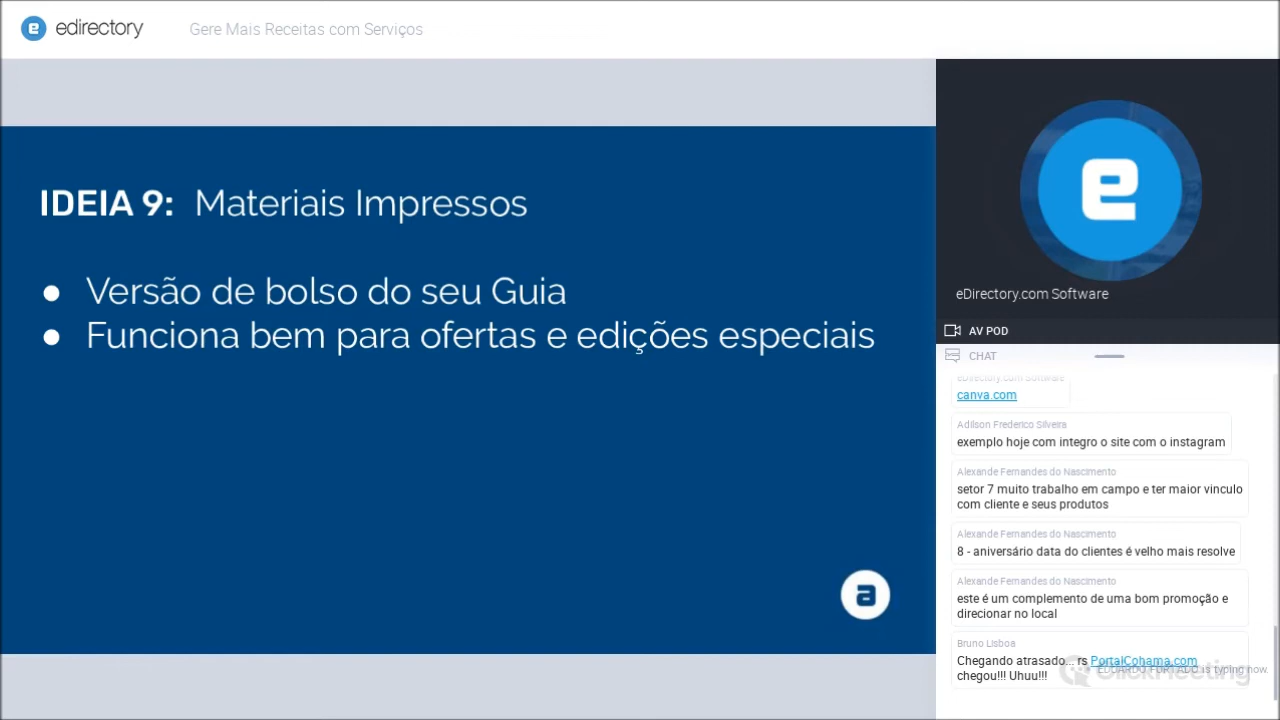 edirectory
Gere Mais Receitas com Serviços
IDEIA 9: Materiais Impressos
● Versão de bolso do seu Guia
● Funciona bem para ofertas e edições especiais
a
e
eDirectory.com Software
AV POD
CHAT
eDirectory.com Software
canva.com
Adilson Frederico Silveira
exemplo hoje com integro o site com o instagram
Alexande Fernandes do Nascimento
setor 7 muito trabalho em campo e ter maior vinculo
com cliente e seus produtos
Alexande Fernandes do Nascimento
8 - aniversário data do clientes é velho mais resolve
Alexande Fernandes do Nascimento
este é um complemento de uma bom promoção e
direcionar no local
Bruno Lisboa
Chegando atrasado... rs PortalCohama.com
chegou!!! Uhuu!!!
EDUARDO FURTADO is typing now.
ClickMeeting